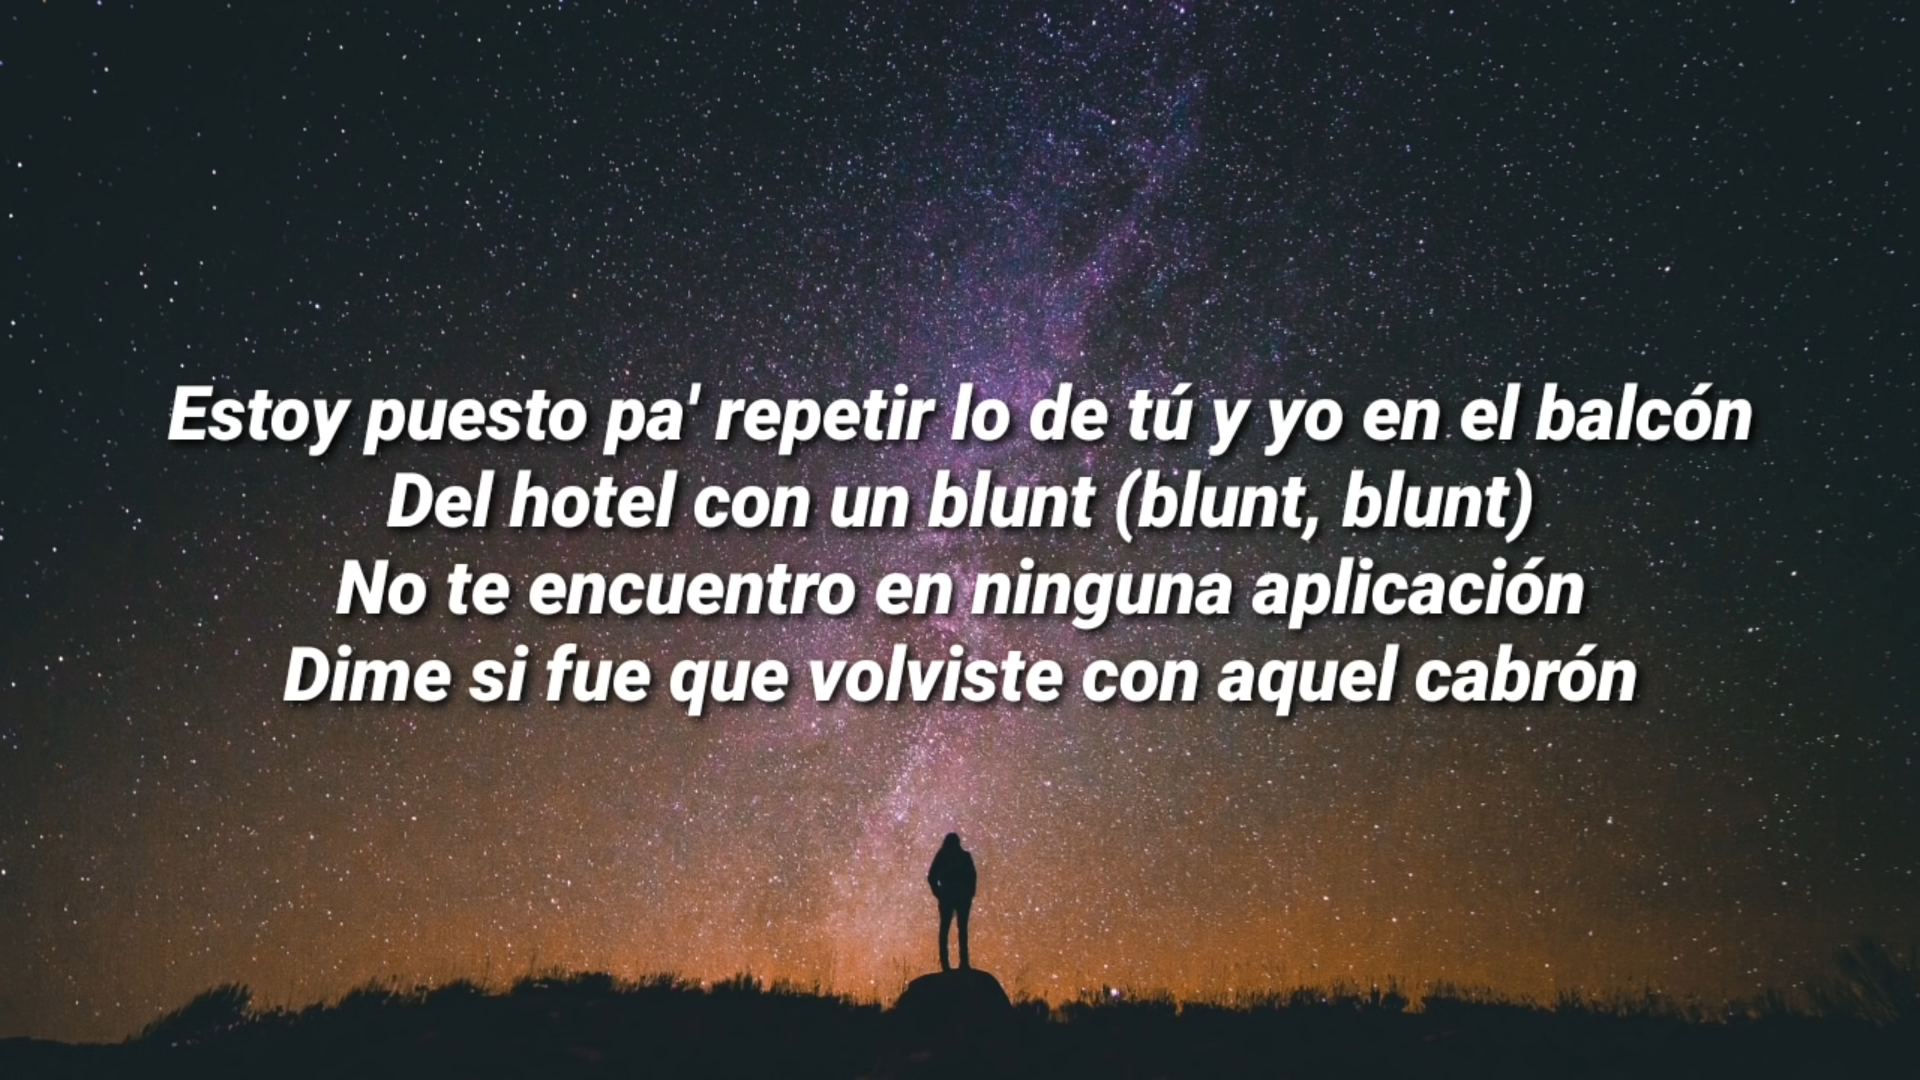 Estoy puesto pa' repetir lo de tú y yo en el balcón
Del hotel con un blunt (blunt, blunt)
No te encuentro en ninguna aplicación
Dime si fue que volviste con aquel cabrón